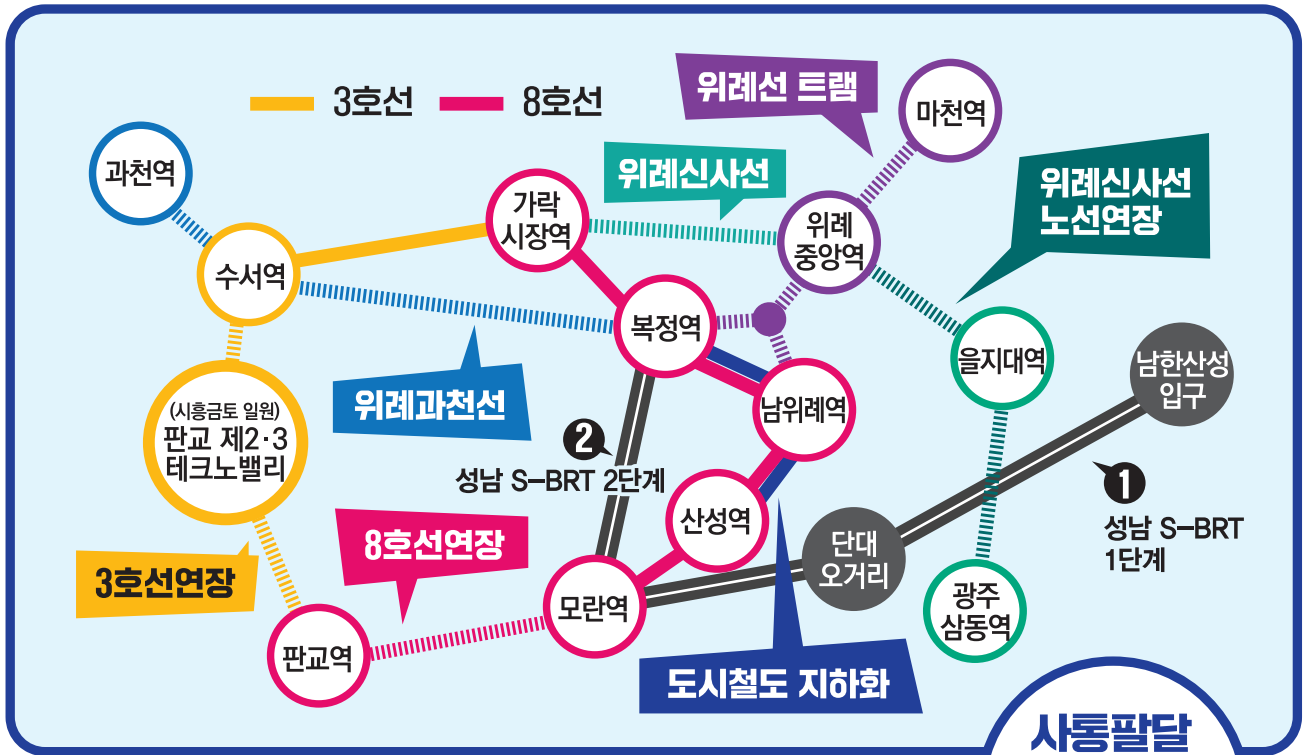 3호선
8호선
위례선 트램
마천역
과천역
위례신사선
위례신사선
노선연장
가락
시장역
위례
중앙역
수서역
복정역
을지대역
남한산성
입구
위례과천선
남위례역
(시흥금토 일원)
판교 제2·3
테크노밸리
2
성남 S-BRT 2단계
1
성남 S-BRT
1단계
산성역
8호선연장
단대
오거리
3호선연장
모란역
광주
삼동역
판교역
도시철도 지하화
사통팔달